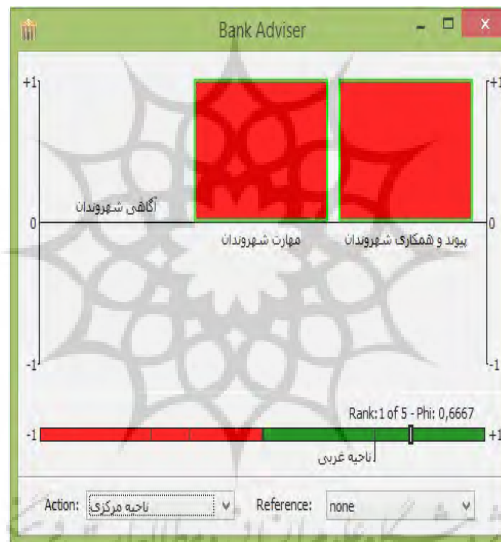 Bank Adviser
+1 +1
آگاهی شهروندان
0 0
مهارت شهروندان پیوند و همکاری شهروندان
-1 -1
Rank:1 of 5 - Phi: 0,6667
-1 +1
ناحیه غربی
Action: ناحیه مرکزی Reference: none